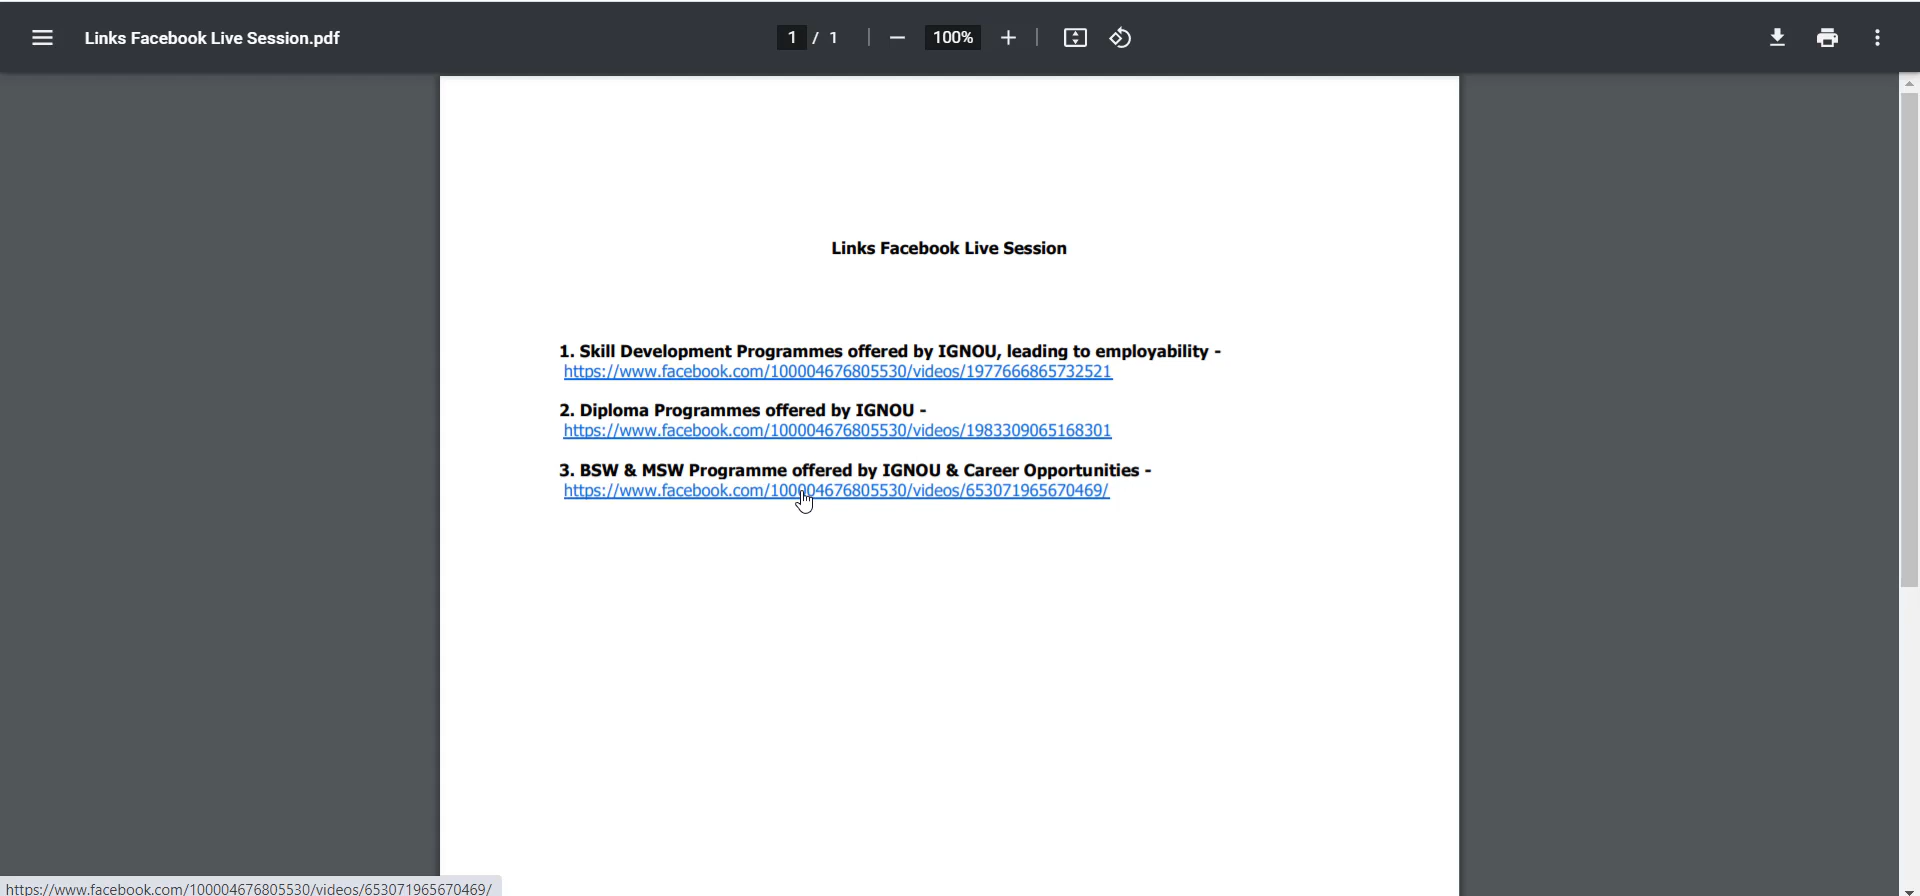 Links Facebook Live Session.pdf
1 / 1
100%
Links Facebook Live Session
1. Skill Development Programmes offered by IGNOU, leading to employability -
https://www.facebook.com/100004676805530/videos/1977666865732521
2. Diploma Programmes offered by IGNOU -
https://www.facebook.com/100004676805530/videos/1983309065168301
3. BSW & MSW Programme offered by IGNOU & Career Opportunities -
https://www.facebook.com/100004676805530/videos/653071965670469/
https://www.facebook.com/100004676805530/videos/653071965670469/